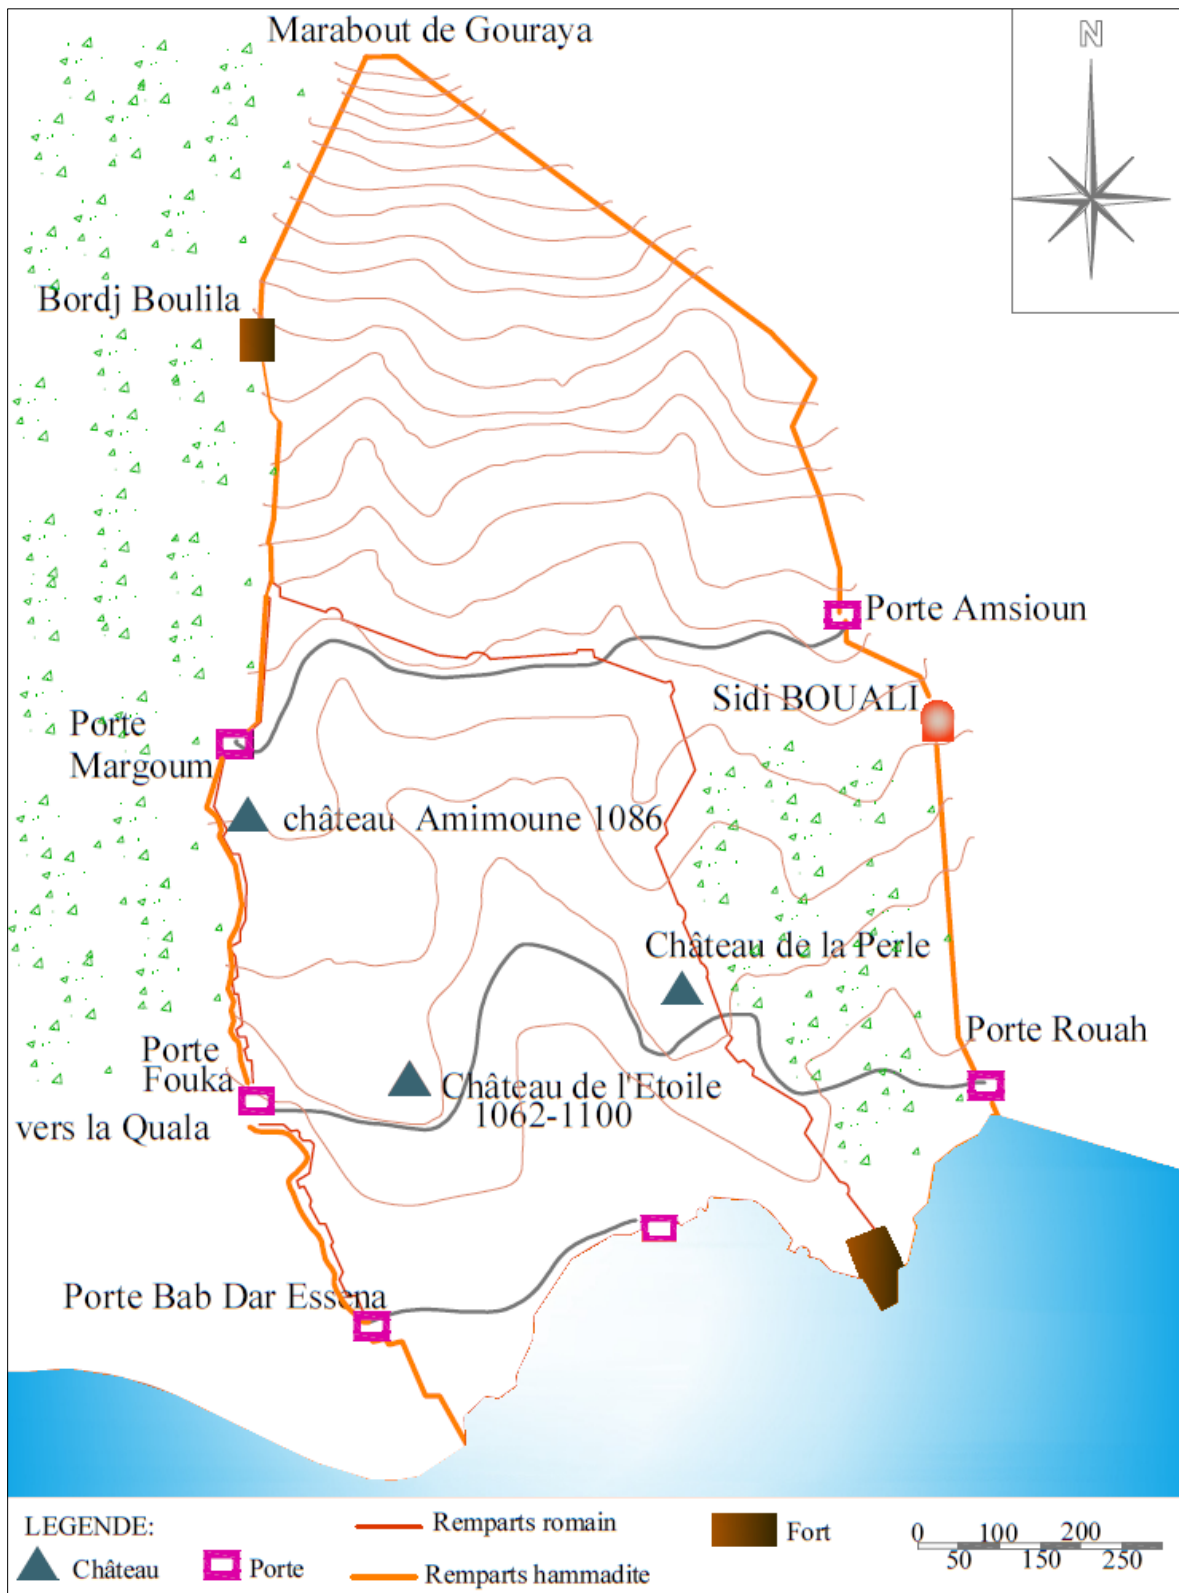 Marabout de Gouraya
N
Bordj Boulila
Porte Amsioun
Sidi BOUALI
Porte
Margoum
château Amimoune 1086
Château de la Perle
Porte Rouah
Porte
Fouka
Château de l'Etoile
1062-1100
vers la Quala
Porte Bab Dar Essena
LEGENDE:
Château
Porte
Remparts romain
Remparts hammadite
Fort
0 100 200
50 150 250